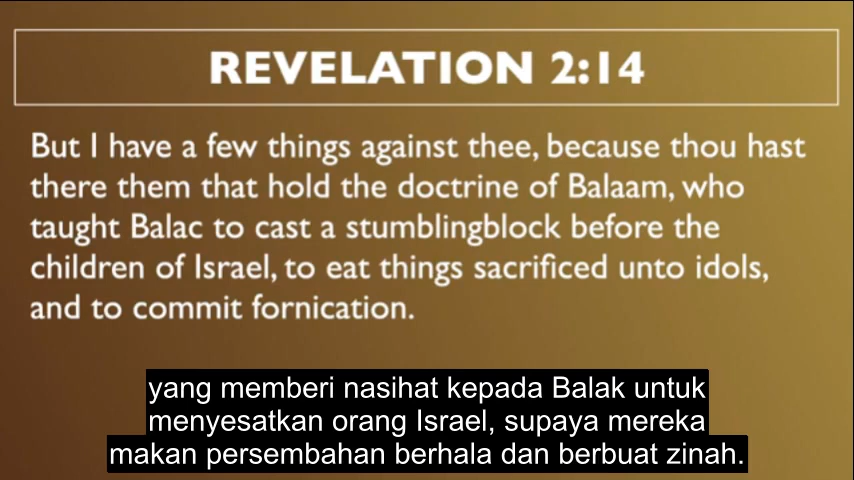 REVELATION 2:14
But I have a few things against thee, because thou hast
there them that hold the doctrine of Balaam, who
taught Balac to cast a stumblingblock before the
children of Israel, to eat things sacrificed unto idols,
and to commit fornication.
yang memberi nasihat kepada Balak untuk
menyesatkan orang Israel, supaya mereka
makan persembahan berhala dan berbuat zinah.